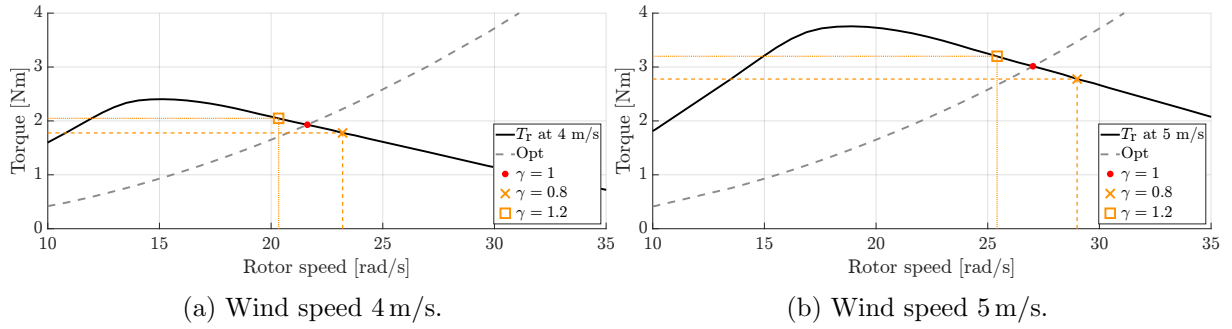 4
3
2
1
0
Torque [Nm]
10 15 20 25 30 35
Rotor speed [rad/s]
T_r at 4 m/s
Opt
γ = 1
γ = 0.8
γ = 1.2
(a) Wind speed 4 m/s.
4
3
2
1
0
Torque [Nm]
10 15 20 25 30 35
Rotor speed [rad/s]
T_r at 5 m/s
Opt
γ = 1
γ = 0.8
γ = 1.2
(b) Wind speed 5 m/s.